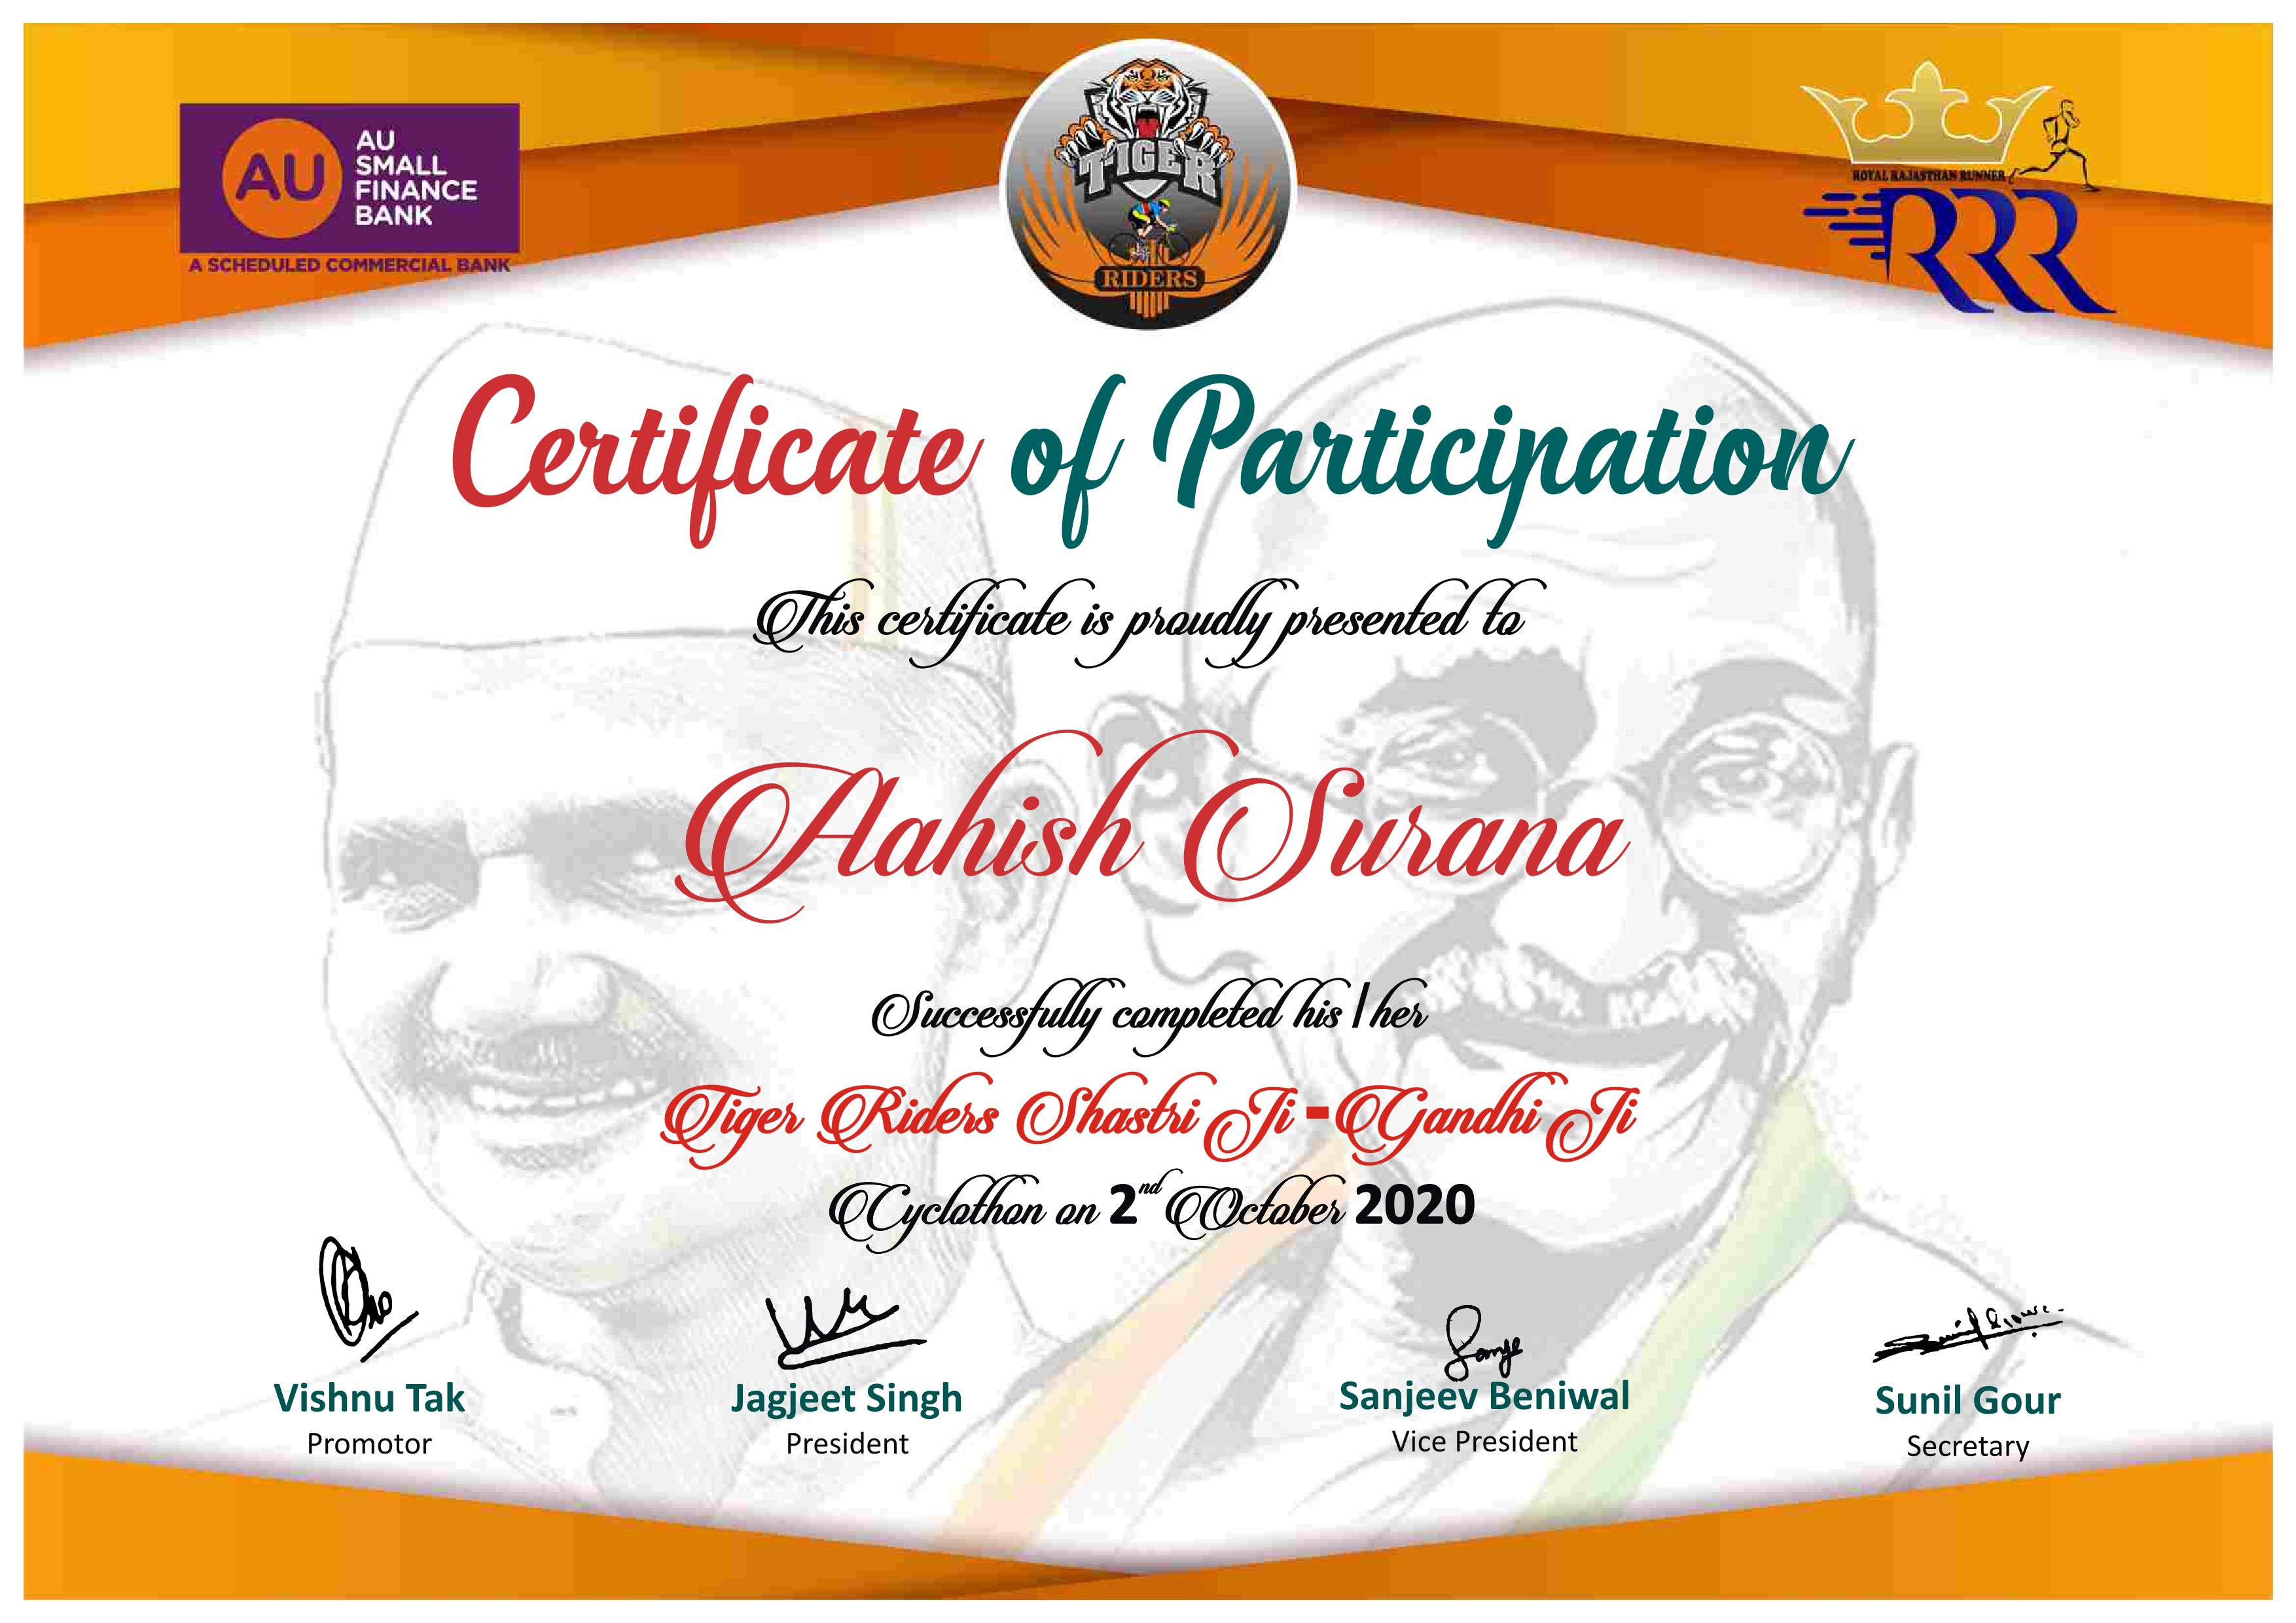 AU
AU
SMALL
FINANCE
BANK
A SCHEDULED COMMERCIAL BANK
TIGER
RIDERS
ROYAL RAJASTHAN RUNNER
RRR
Certificate of Participation
This certificate is proudly presented to
Aahish Surana
Successfully completed his / her
Tiger Riders Shastri Ji - Gandhi Ji
Cyclothon on 2nd October 2020
Vishnu Tak
Promotor
Jagjeet Singh
President
Sanjeev Beniwal
Vice President
Sunil Gour
Secretary